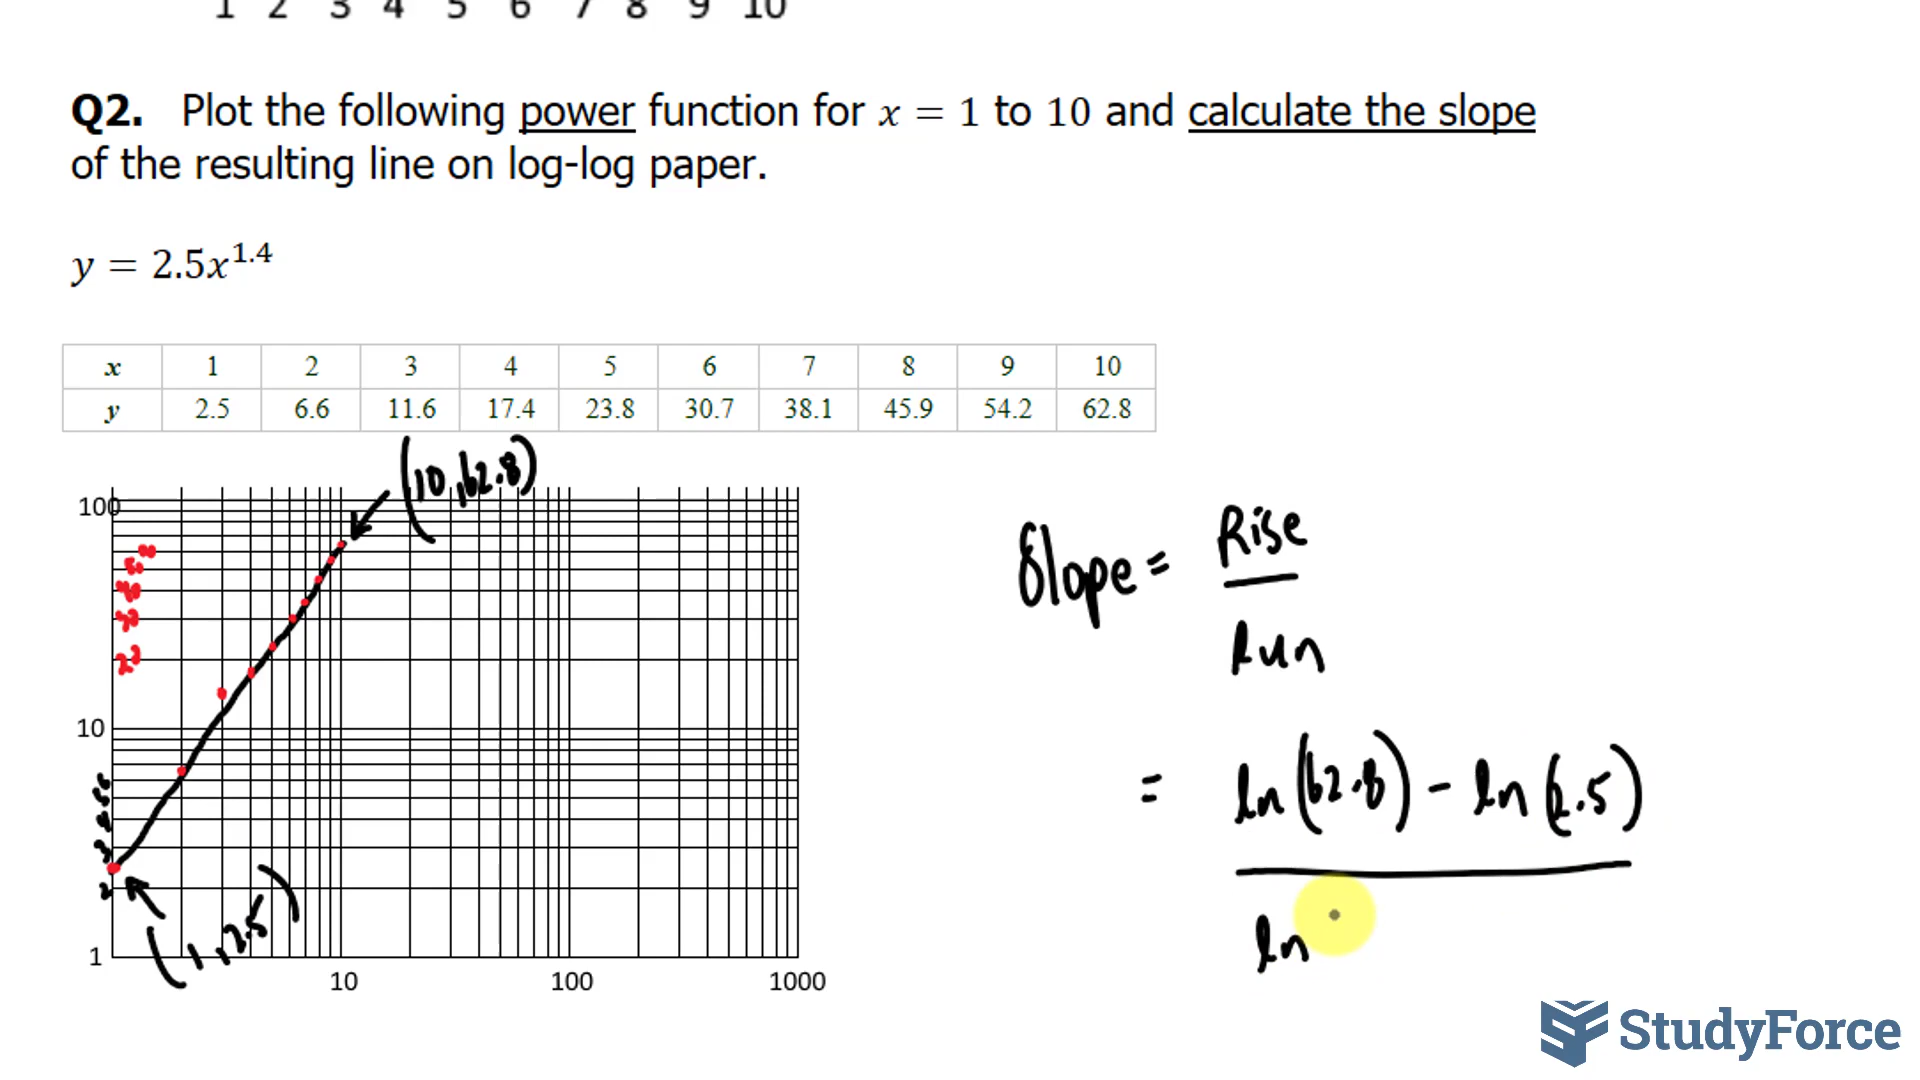 1 2 3 4 5 6 7 8 9 10
Q2. Plot the following power function for x = 1 to 10 and calculate the slope
of the resulting line on log-log paper.
y = 2.5x^1.4
x 1 2 3 4 5 6 7 8 9 10
y 2.5 6.6 11.6 17.4 23.8 30.7 38.1 45.9 54.2 62.8
(10, 62.8)
100
10
2
1
(1, 2.5)
10 100 1000
Slope = Rise
Run
= ln(62.8) - ln(2.5)
ln
StudyForce